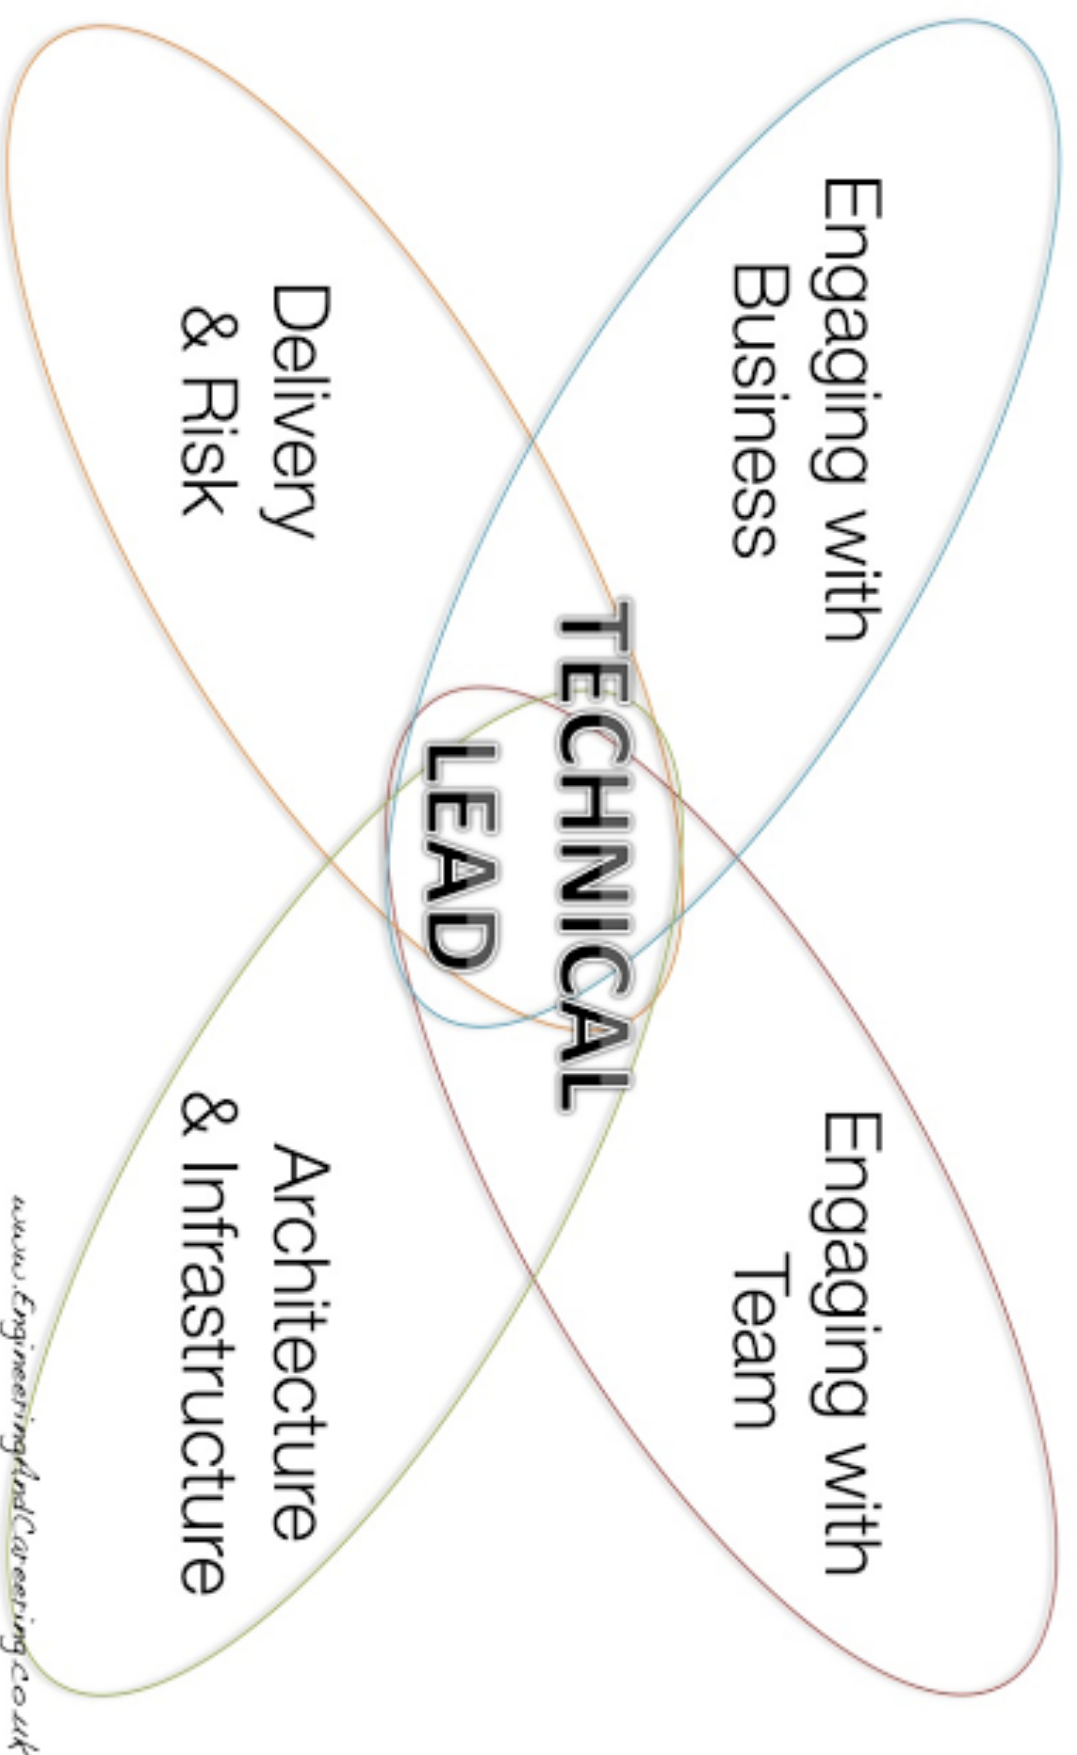 Engaging with
Business
Engaging with
Team
TECHNICAL
LEAD
Delivery
& Risk
Architecture
& Infrastructure
www.EngineeringAndCareering.co.uk